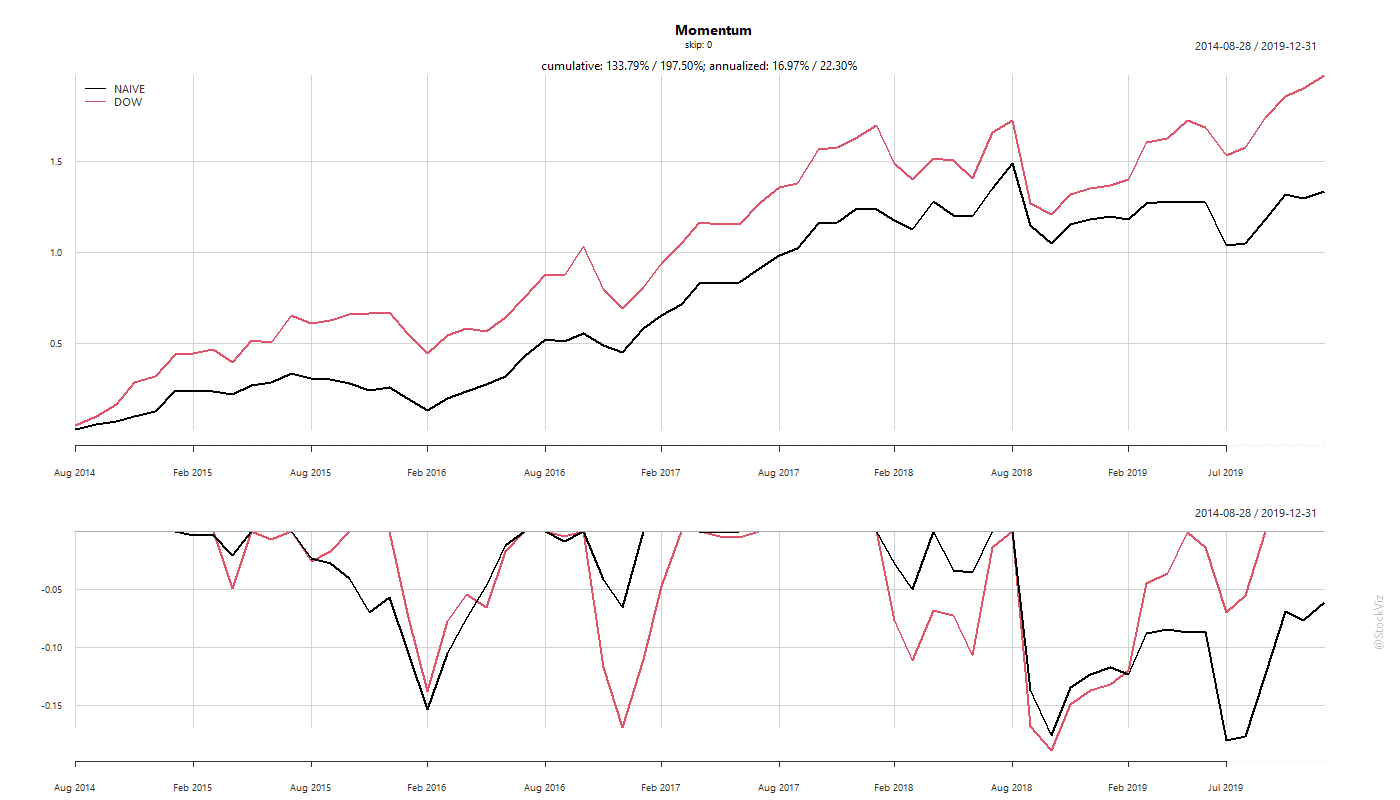 Momentum
skip: 0
2014-08-28 / 2019-12-31
cumulative: 133.79% / 197.50%; annualized: 16.97% / 22.30%
NAIVE
DOW
1.5
1.0
0.5
Aug 2014 Feb 2015 Aug 2015 Feb 2016 Aug 2016 Feb 2017 Aug 2017 Feb 2018 Aug 2018 Feb 2019 Jul 2019
2014-08-28 / 2019-12-31
-0.05
-0.10
-0.15
Aug 2014 Feb 2015 Aug 2015 Feb 2016 Aug 2016 Feb 2017 Aug 2017 Feb 2018 Aug 2018 Feb 2019 Jul 2019
@StockViz